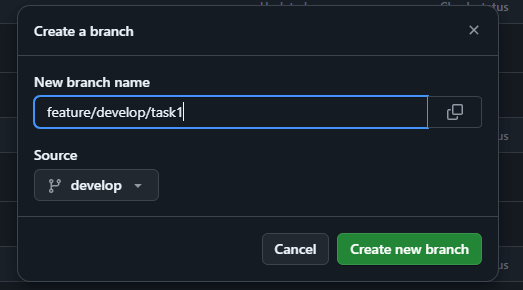 Create a branch
New branch name
feature/develop/task1
Source
develop
Cancel
Create new branch